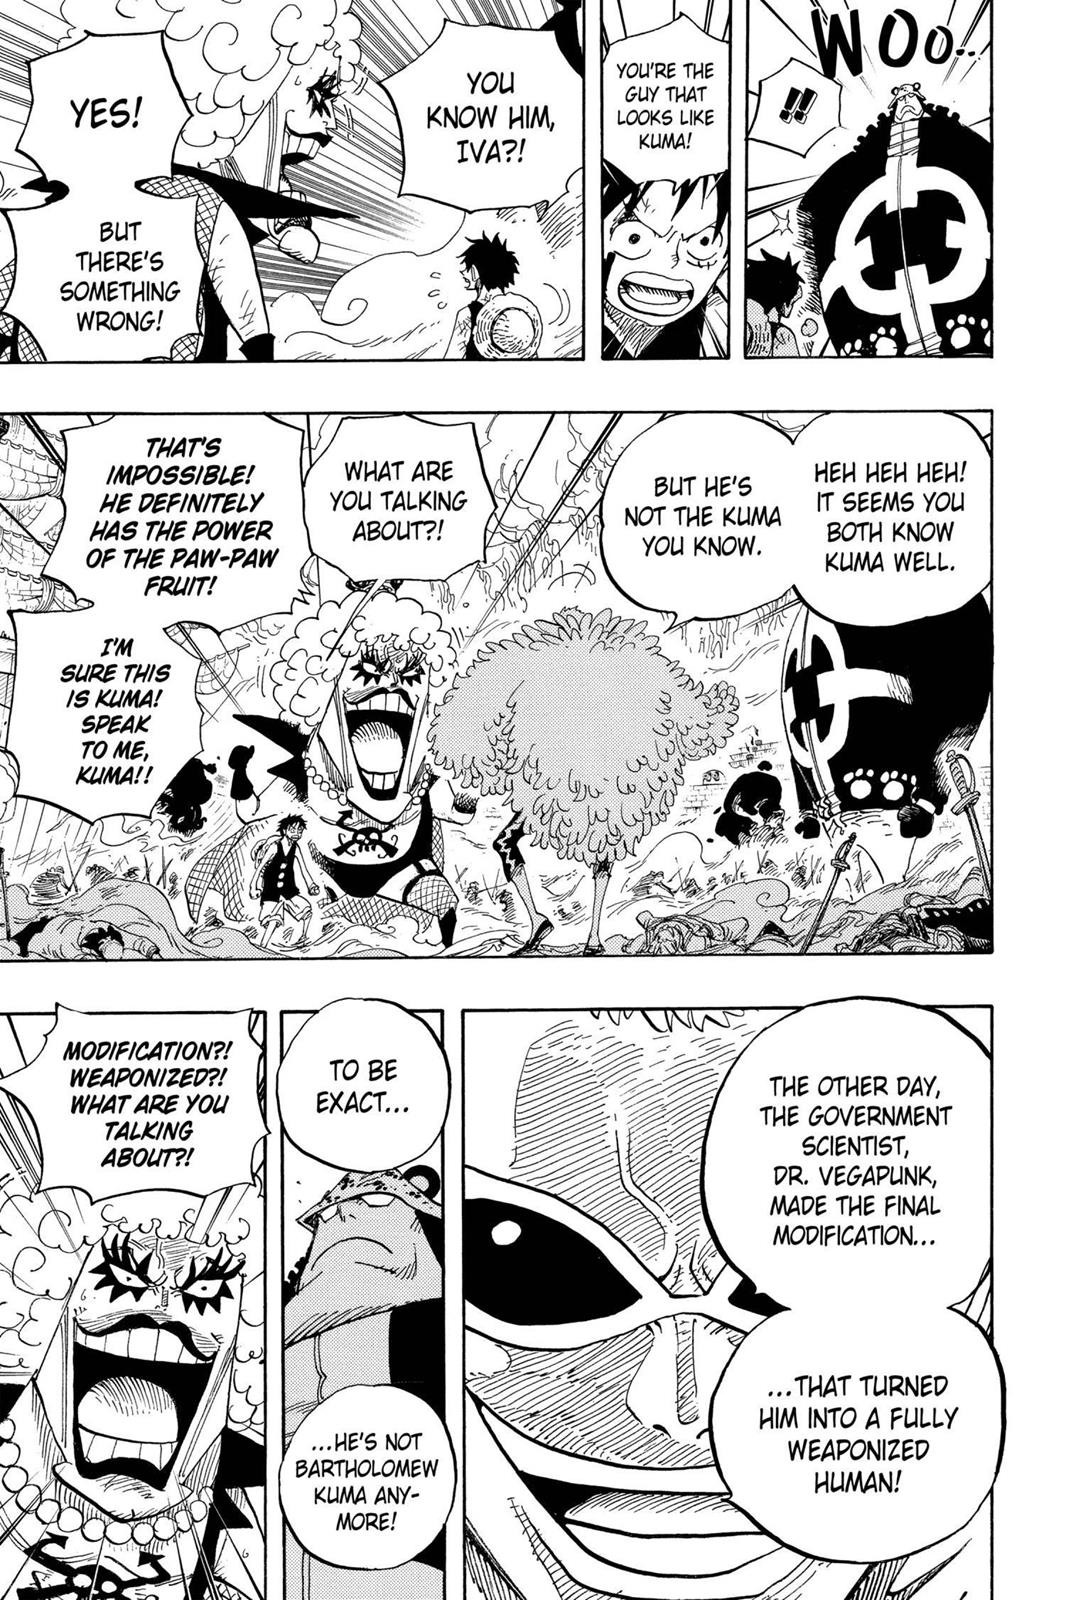 WOO..
!!
YOU'RE THE
GUY THAT
LOOKS LIKE
KUMA!
YOU
KNOW HIM,
IVA?!
YES!
BUT
THERE'S
SOMETHING
WRONG!
HEH HEH HEH!
IT SEEMS YOU
BOTH KNOW
KUMA WELL.
BUT HE'S
NOT THE KUMA
YOU KNOW.
WHAT ARE
YOU TALKING
ABOUT?!
THAT'S
IMPOSSIBLE!
HE DEFINITELY
HAS THE POWER
OF THE PAW-PAW
FRUIT!
I'M
SURE THIS
IS KUMA!
SPEAK
TO ME,
KUMA!!
THE OTHER DAY,
THE GOVERNMENT
SCIENTIST,
DR. VEGAPUNK,
MADE THE FINAL
MODIFICATION...
...THAT TURNED
HIM INTO A FULLY
WEAPONIZED
HUMAN!
TO BE
EXACT...
...HE'S NOT
BARTHOLOMEW
KUMA ANY-
MORE!
MODIFICATION?!
WEAPONIZED?!
WHAT ARE YOU
TALKING
ABOUT?!